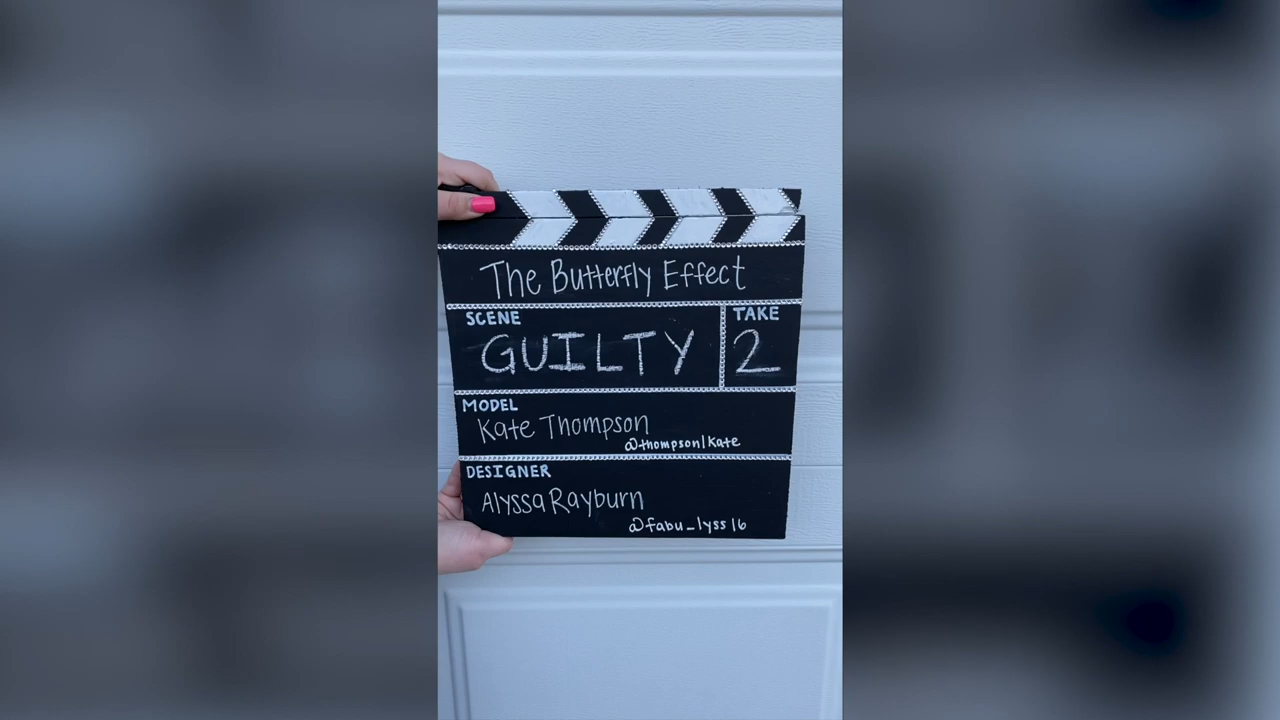 The Butterfly Effect
SCENE
TAKE
GUILTY
2
MODEL
Kate Thompson
@thompson1kate
DESIGNER
Alyssa Rayburn
@fabu_lyss16